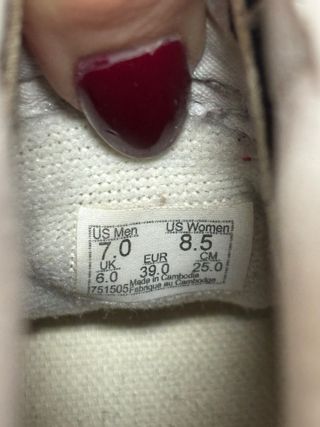 US Men US Women
7.0 8.5
UK EUR CM
6.0 39.0 25.0
Made in Cambodia
751505 Fabriqué au Cambodge